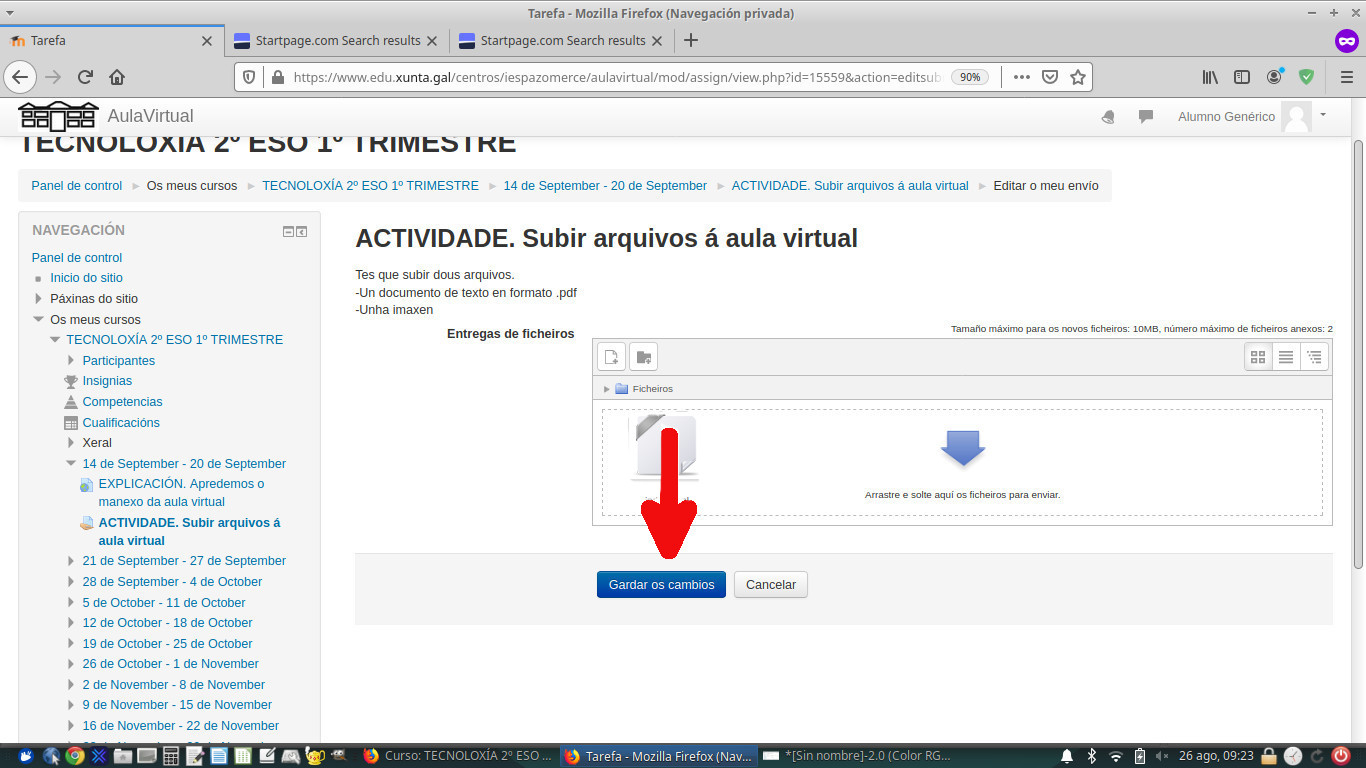 Tarefa - Mozilla Firefox (Navegación privada)
Tarefa
Startpage.com Search results
Startpage.com Search results
https://www.edu.xunta.gal/centros/iespazomerce/aulavirtual/mod/assign/view.php?id=15559&action=editsub
90%
AulaVirtual
Alumno Genérico
TECNOLOXÍA 2º ESO 1º TRIMESTRE
Panel de control
Os meus cursos
TECNOLOXÍA 2º ESO 1º TRIMESTRE
14 de September - 20 de September
ACTIVIDADE. Subir arquivos á aula virtual
Editar o meu envío
NAVEGACIÓN
Panel de control
Inicio do sitio
Páxinas do sitio
Os meus cursos
TECNOLOXÍA 2º ESO 1º TRIMESTRE
Participantes
Insignias
Competencias
Cualificacións
Xeral
14 de September - 20 de September
EXPLICACIÓN. Apredemos o
manexo da aula virtual
ACTIVIDADE. Subir arquivos á
aula virtual
21 de September - 27 de September
28 de September - 4 de October
5 de October - 11 de October
12 de October - 18 de October
19 de October - 25 de October
26 de October - 1 de November
2 de November - 8 de November
9 de November - 15 de November
16 de November - 22 de November
ACTIVIDADE. Subir arquivos á aula virtual
Tes que subir dous arquivos.
-Un documento de texto en formato .pdf
-Unha imaxen
Entregas de ficheiros
Tamaño máximo para os novos ficheiros: 10MB, número máximo de ficheiros anexos: 2
Ficheiros
Arrastre e solte aquí os ficheiros para enviar.
Gardar os cambios
Cancelar
Curso: TECNOLOXÍA 2º ESO ...
Tarefa - Mozilla Firefox (Nav...
*[Sin nombre]-2.0 (Color RG...
26 ago, 09:23